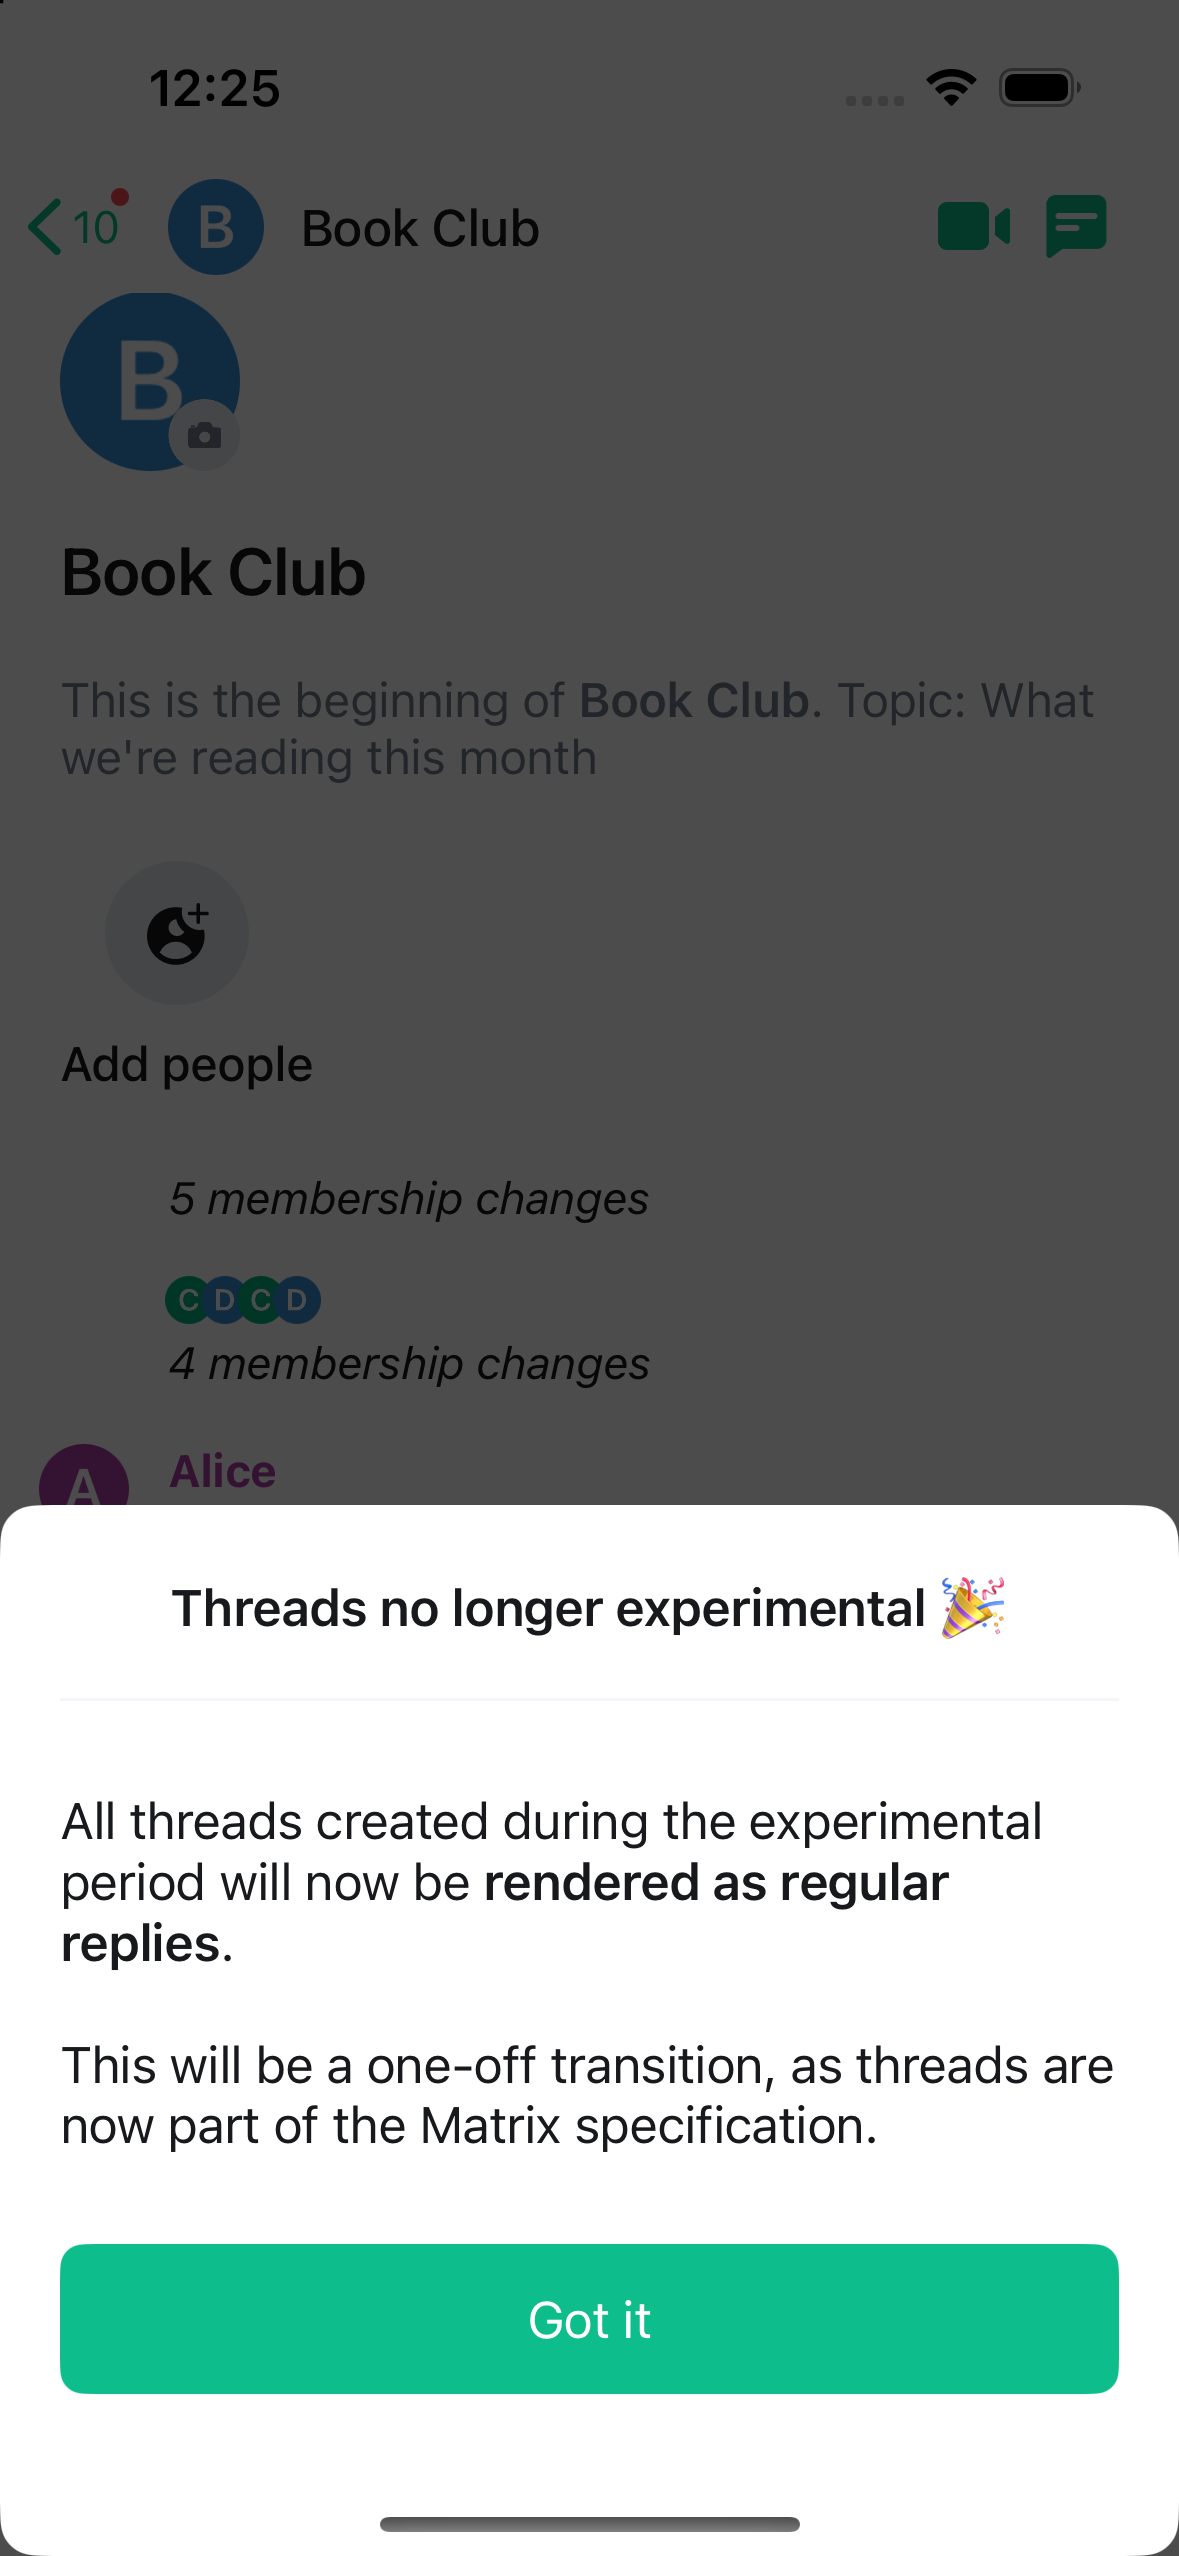 12:25
10
B
Book Club
B
Book Club
This is the beginning of Book Club. Topic: What
we're reading this month
Add people
5 membership changes
C D C D
4 membership changes
A
Alice
Threads no longer experimental 🎉
All threads created during the experimental
period will now be rendered as regular
replies.
This will be a one-off transition, as threads are
now part of the Matrix specification.
Got it